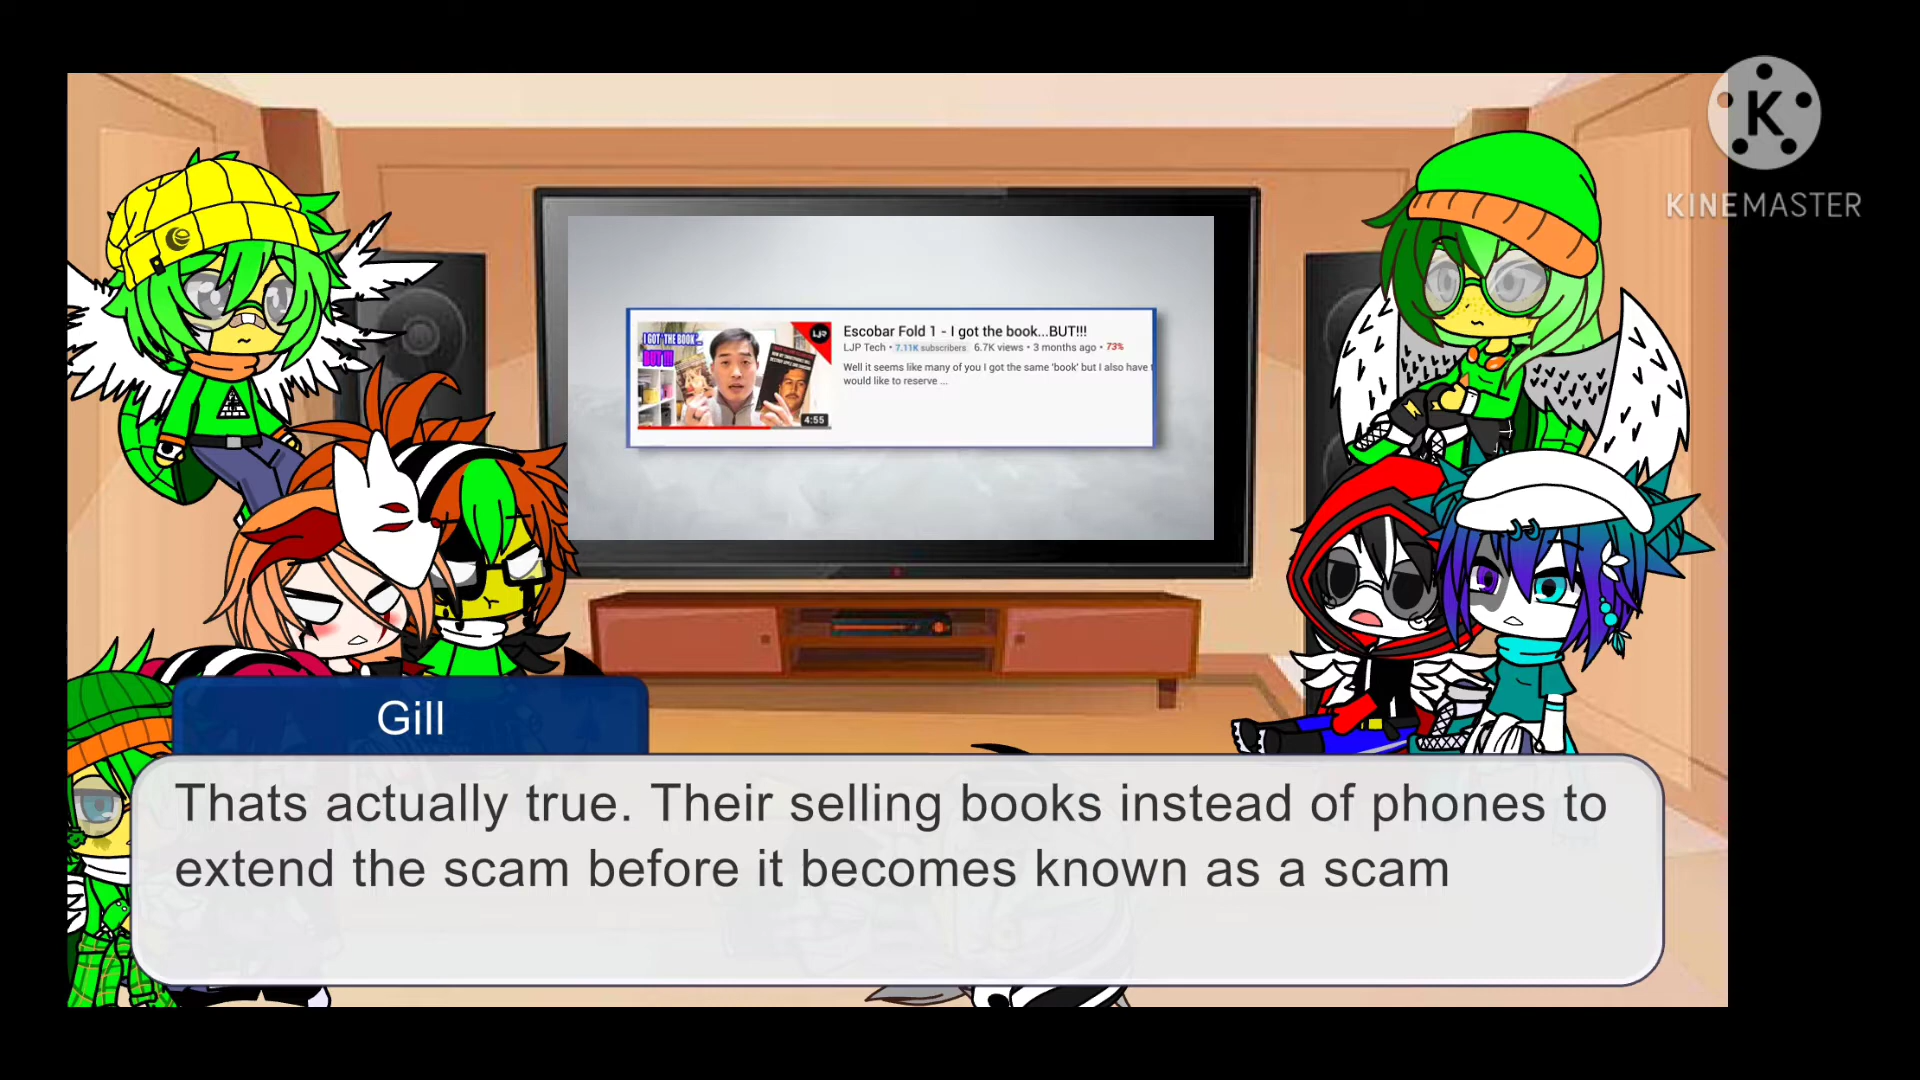 K
KINEMASTER
I GOT 'THE BOOK'...
BUT!!!
LJP
4:55
Escobar Fold 1 - I got the book...BUT!!!
LJP Tech • 7.11K subscribers 6.7K views • 3 months ago • 73%
Well it seems like many of you I got the same 'book' but I also have
would like to reserve ...
Gill
Thats actually true. Their selling books instead of phones to
extend the scam before it becomes known as a scam